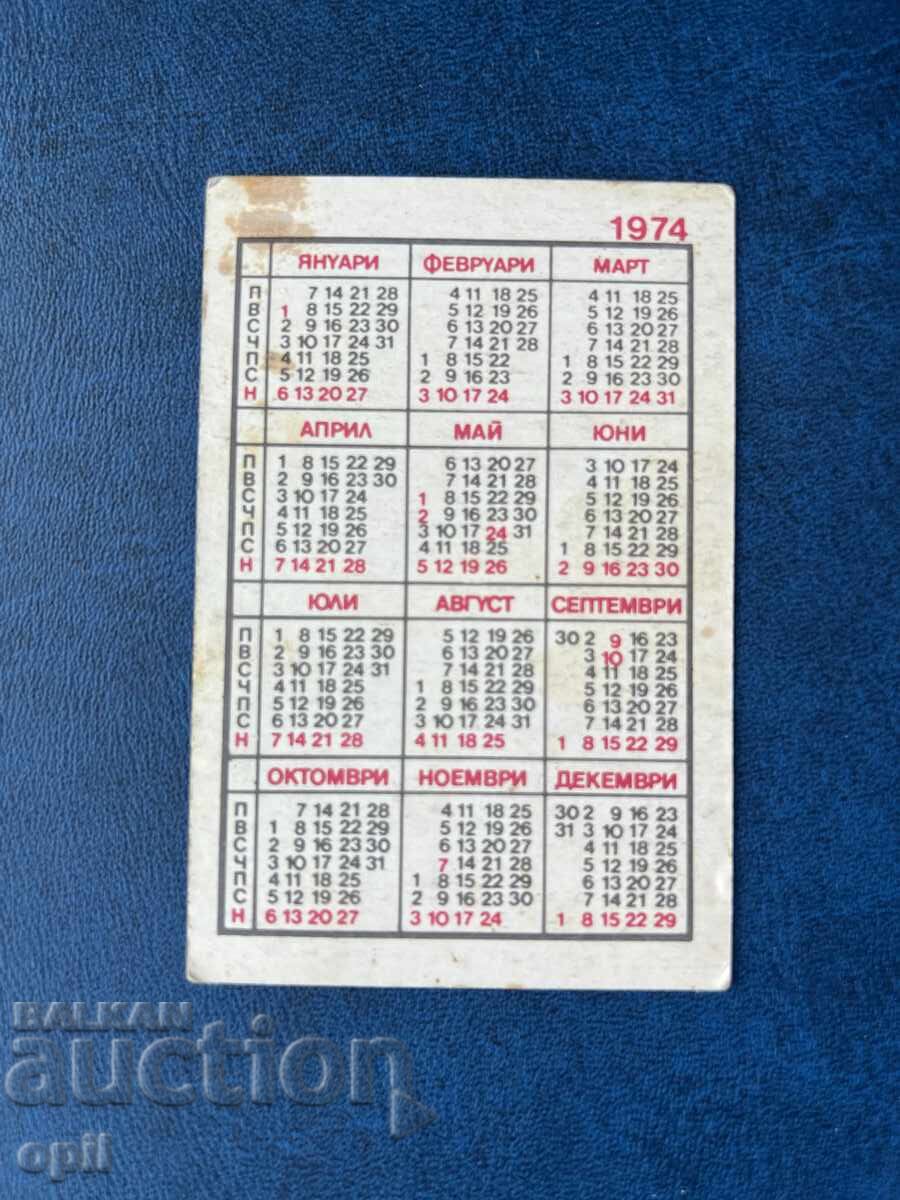 1974
ЯНУАРИ ФЕВРУАРИ МАРТ
П 7 14 21 28 4 11 18 25 4 11 18 25
В 1 8 15 22 29 5 12 19 26 5 12 19 26
С 2 9 16 23 30 6 13 20 27 6 13 20 27
Ч 3 10 17 24 31 7 14 21 28 7 14 21 28
П 4 11 18 25 1 8 15 22 1 8 15 22 29
С 5 12 19 26 2 9 16 23 2 9 16 23 30
Н 6 13 20 27 3 10 17 24 3 10 17 24 31
АПРИЛ МАЙ ЮНИ
П 1 8 15 22 29 6 13 20 27 3 10 17 24
В 2 9 16 23 30 7 14 21 28 4 11 18 25
С 3 10 17 24 1 8 15 22 29 5 12 19 26
Ч 4 11 18 25 2 9 16 23 30 6 13 20 27
П 5 12 19 26 3 10 17 24 31 7 14 21 28
С 6 13 20 27 4 11 18 25 1 8 15 22 29
Н 7 14 21 28 5 12 19 26 2 9 16 23 30
ЮЛИ АВГУСТ СЕПТЕМВРИ
П 1 8 15 22 29 5 12 19 26 30 2 9 16 23
В 2 9 16 23 30 6 13 20 27 3 10 17 24
С 3 10 17 24 31 7 14 21 28 4 11 18 25
Ч 4 11 18 25 1 8 15 22 29 5 12 19 26
П 5 12 19 26 2 9 16 23 30 6 13 20 27
С 6 13 20 27 3 10 17 24 31 7 14 21 28
Н 7 14 21 28 4 11 18 25 1 8 15 22 29
ОКТОМВРИ НОЕМВРИ ДЕКЕМВРИ
П 7 14 21 28 4 11 18 25 30 2 9 16 23
В 1 8 15 22 29 5 12 19 26 31 3 10 17 24
С 2 9 16 23 30 6 13 20 27 4 11 18 25
Ч 3 10 17 24 31 7 14 21 28 5 12 19 26
П 4 11 18 25 1 8 15 22 29 6 13 20 27
С 5 12 19 26 2 9 16 23 30 7 14 21 28
Н 6 13 20 27 3 10 17 24 1 8 15 22 29
BALKAN
auction
opil